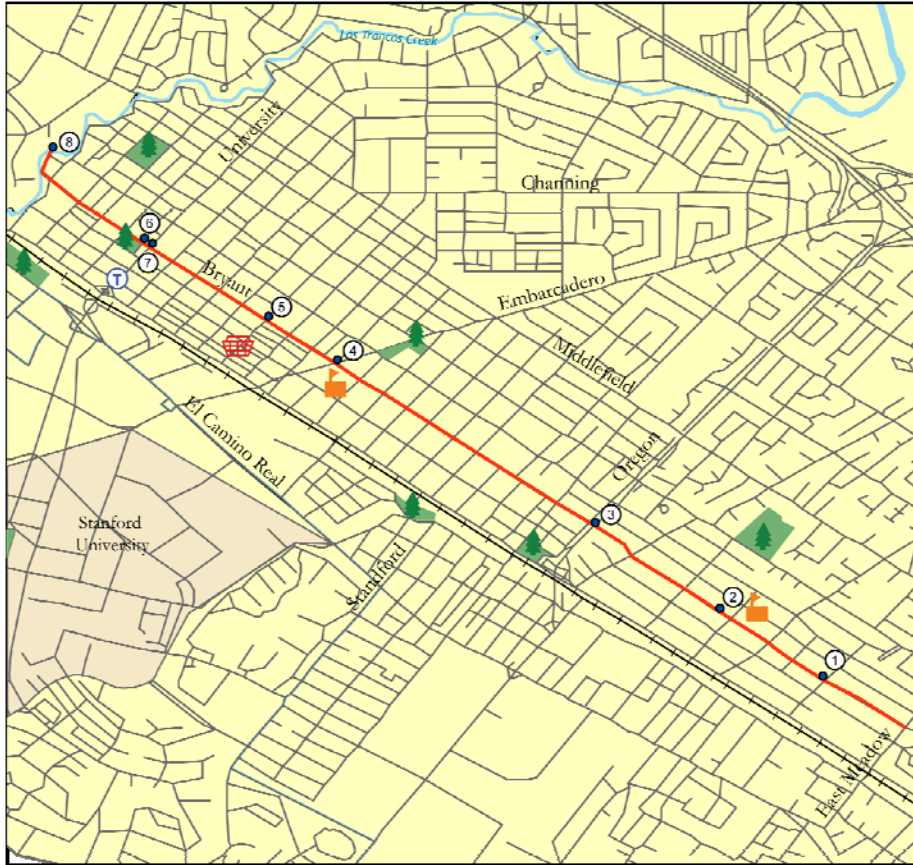 Los Trancos Creek
University
8
Channing
6
7
T
Bryant
Embarcadero
5
4
Middlefield
El Camino Real
Oregon
Stanford
University
3
Standford
2
1
East Meadow